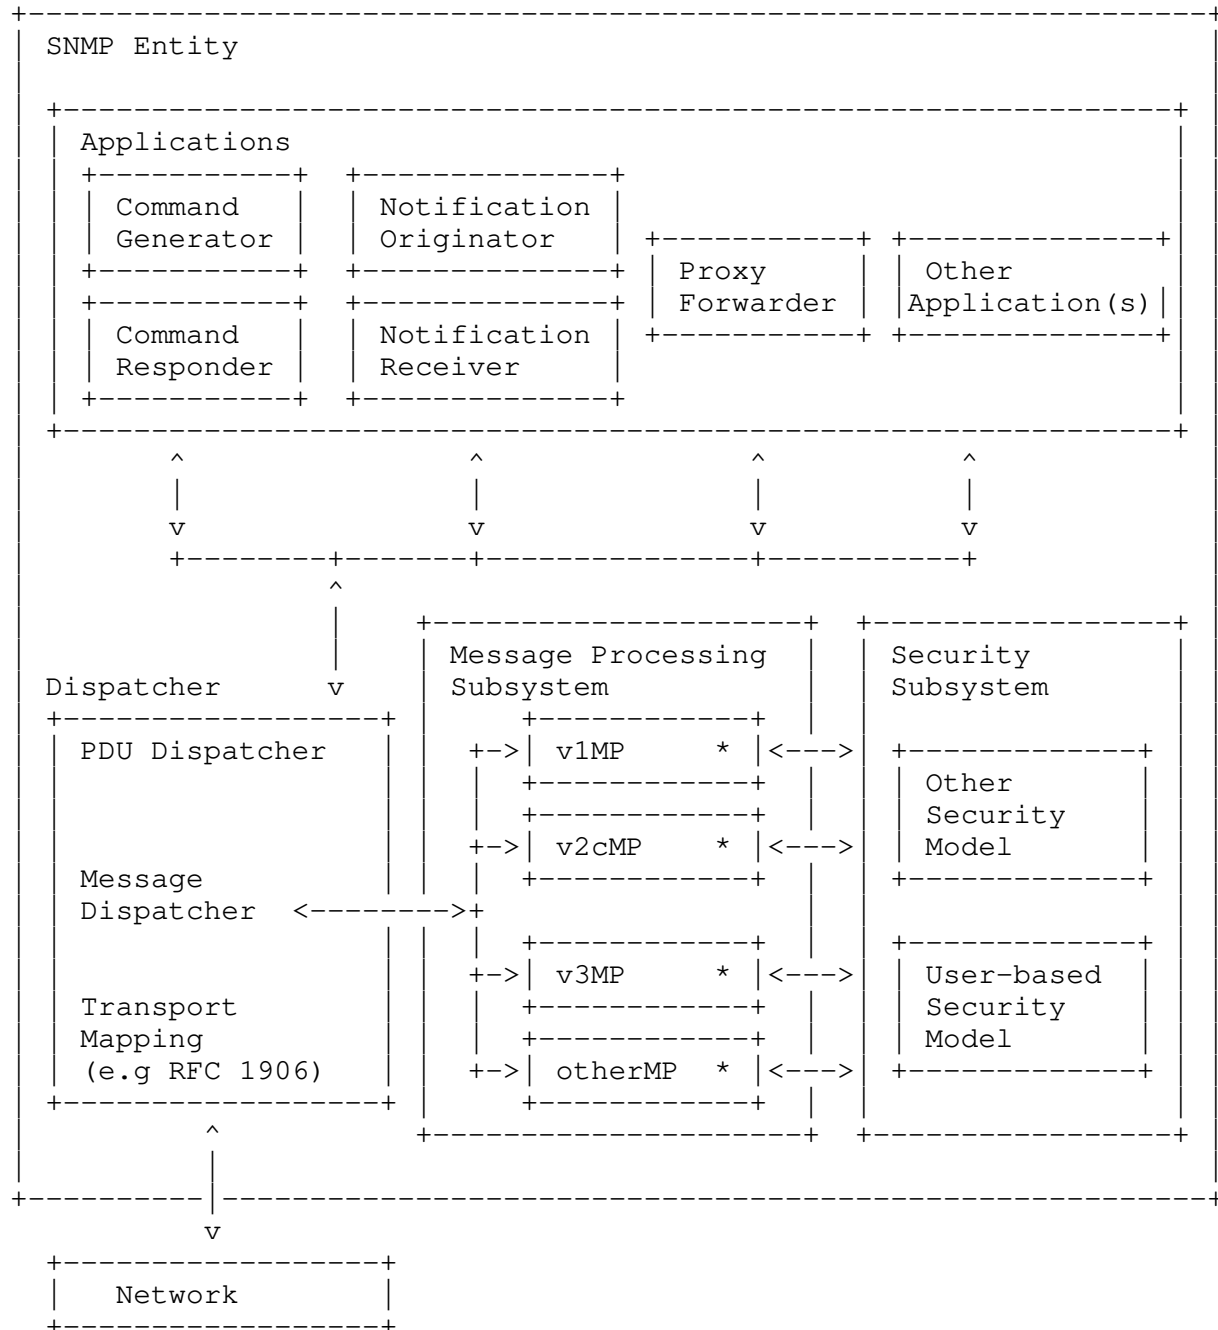 SNMP Entity
Applications
Command
Generator
Notification
Originator
Proxy
Forwarder
Other
Application(s)
Command
Responder
Notification
Receiver
Dispatcher
PDU Dispatcher
Message
Dispatcher
Transport
Mapping
(e.g RFC 1906)
Message Processing
Subsystem
v1MP *
v2cMP *
v3MP *
otherMP *
Security
Subsystem
Other
Security
Model
User-based
Security
Model
Network